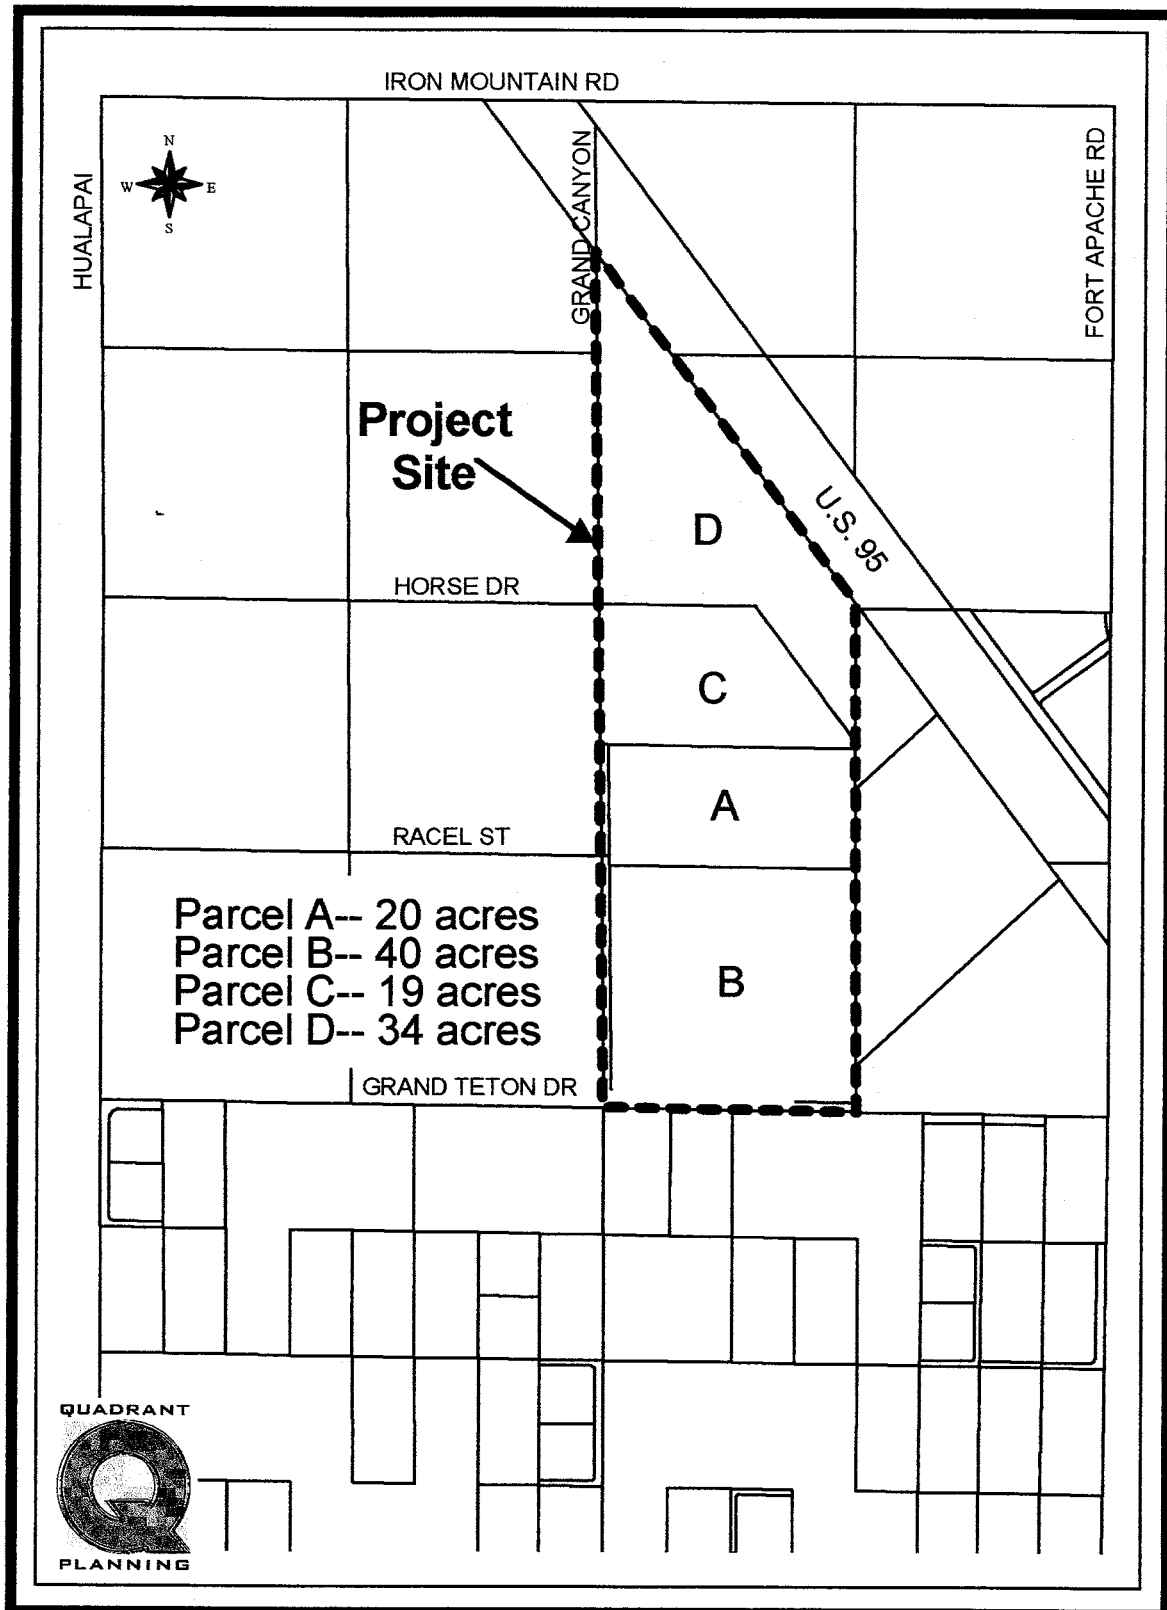 IRON MOUNTAIN RD
N
W E
S
HUALAPAI
GRAND CANYON
FORT APACHE RD
Project
Site
D
U.S. 95
HORSE DR
C
A
RACEL ST
Parcel A-- 20 acres
Parcel B-- 40 acres
Parcel C-- 19 acres
Parcel D-- 34 acres
B
GRAND TETON DR
QUADRANT
Q
PLANNING